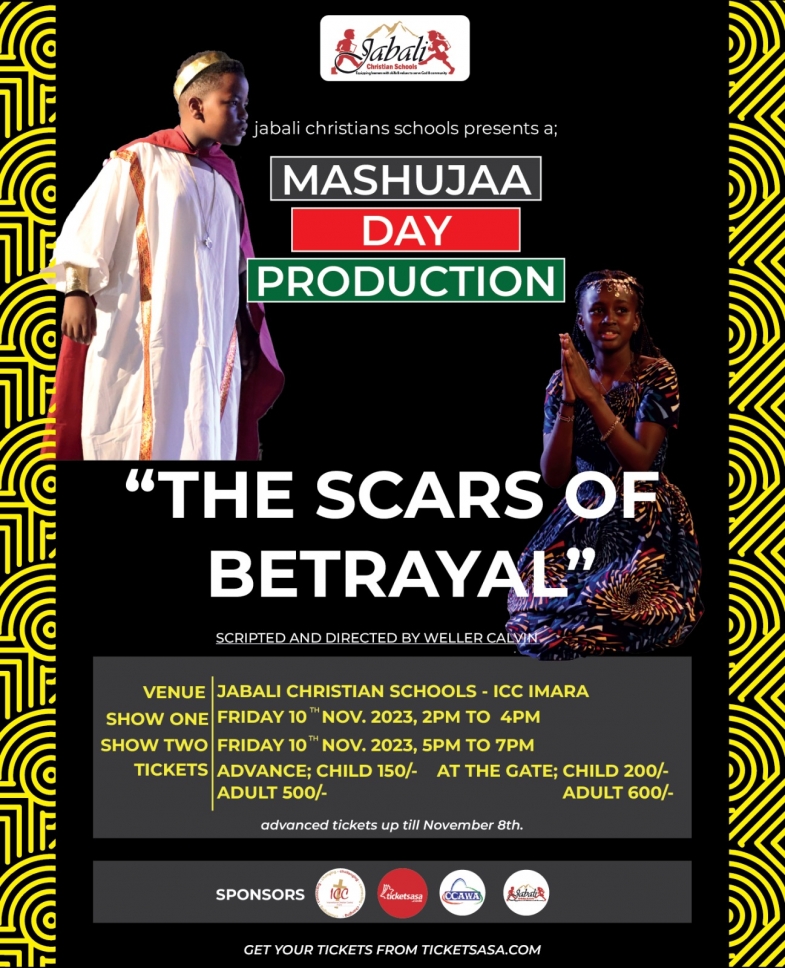 Jabali
Christian Schools
jabali christians schools presents a;
MASHUJAA
DAY
PRODUCTION
“THE SCARS OF
BETRAYAL”
SCRIPTED AND DIRECTED BY WELLER CALVIN
VENUE JABALI CHRISTIAN SCHOOLS - ICC IMARA
SHOW ONE FRIDAY 10TH NOV. 2023, 2PM TO 4PM
SHOW TWO FRIDAY 10TH NOV. 2023, 5PM TO 7PM
TICKETS ADVANCE; CHILD 150/- AT THE GATE; CHILD 200/-
ADULT 500/- ADULT 600/-
advanced tickets up till November 8th.
SPONSORS ICC ticketsasa CCAWA Jabali
GET YOUR TICKETS FROM TICKETSASA.COM